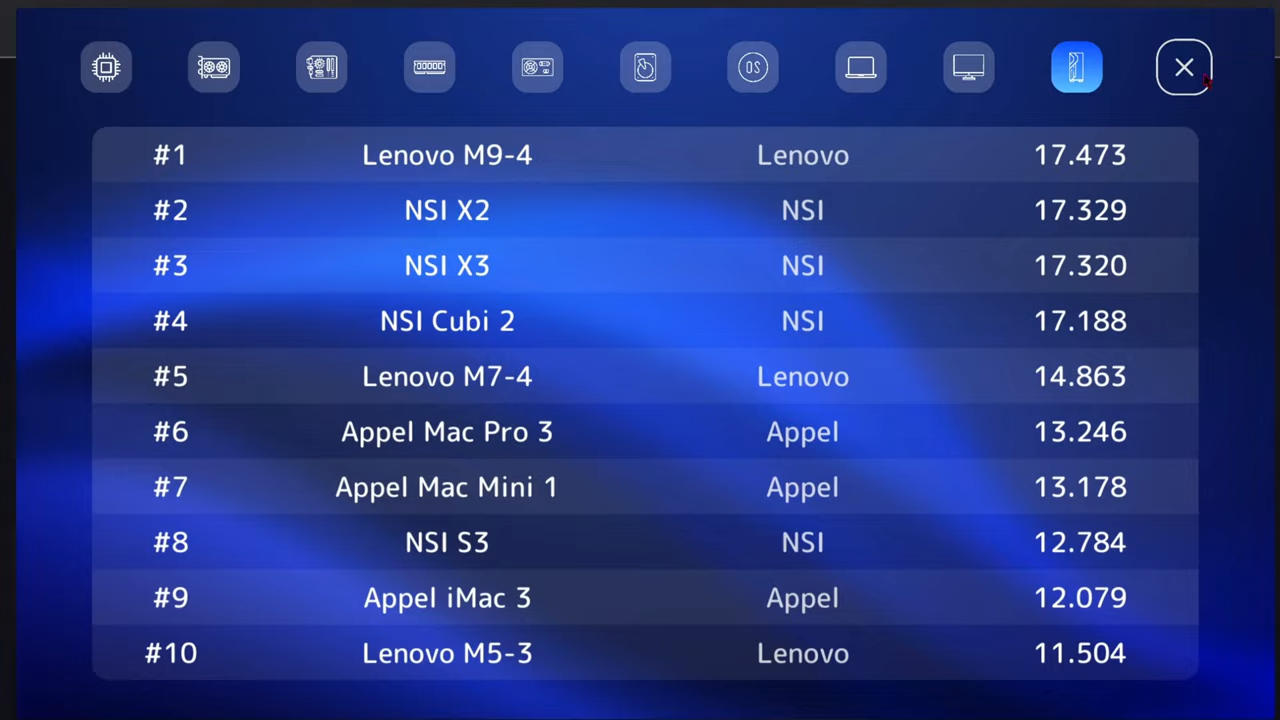 OS
#1 Lenovo M9-4 Lenovo 17.473
#2 NSI X2 NSI 17.329
#3 NSI X3 NSI 17.320
#4 NSI Cubi 2 NSI 17.188
#5 Lenovo M7-4 Lenovo 14.863
#6 Appel Mac Pro 3 Appel 13.246
#7 Appel Mac Mini 1 Appel 13.178
#8 NSI S3 NSI 12.784
#9 Appel iMac 3 Appel 12.079
#10 Lenovo M5-3 Lenovo 11.504